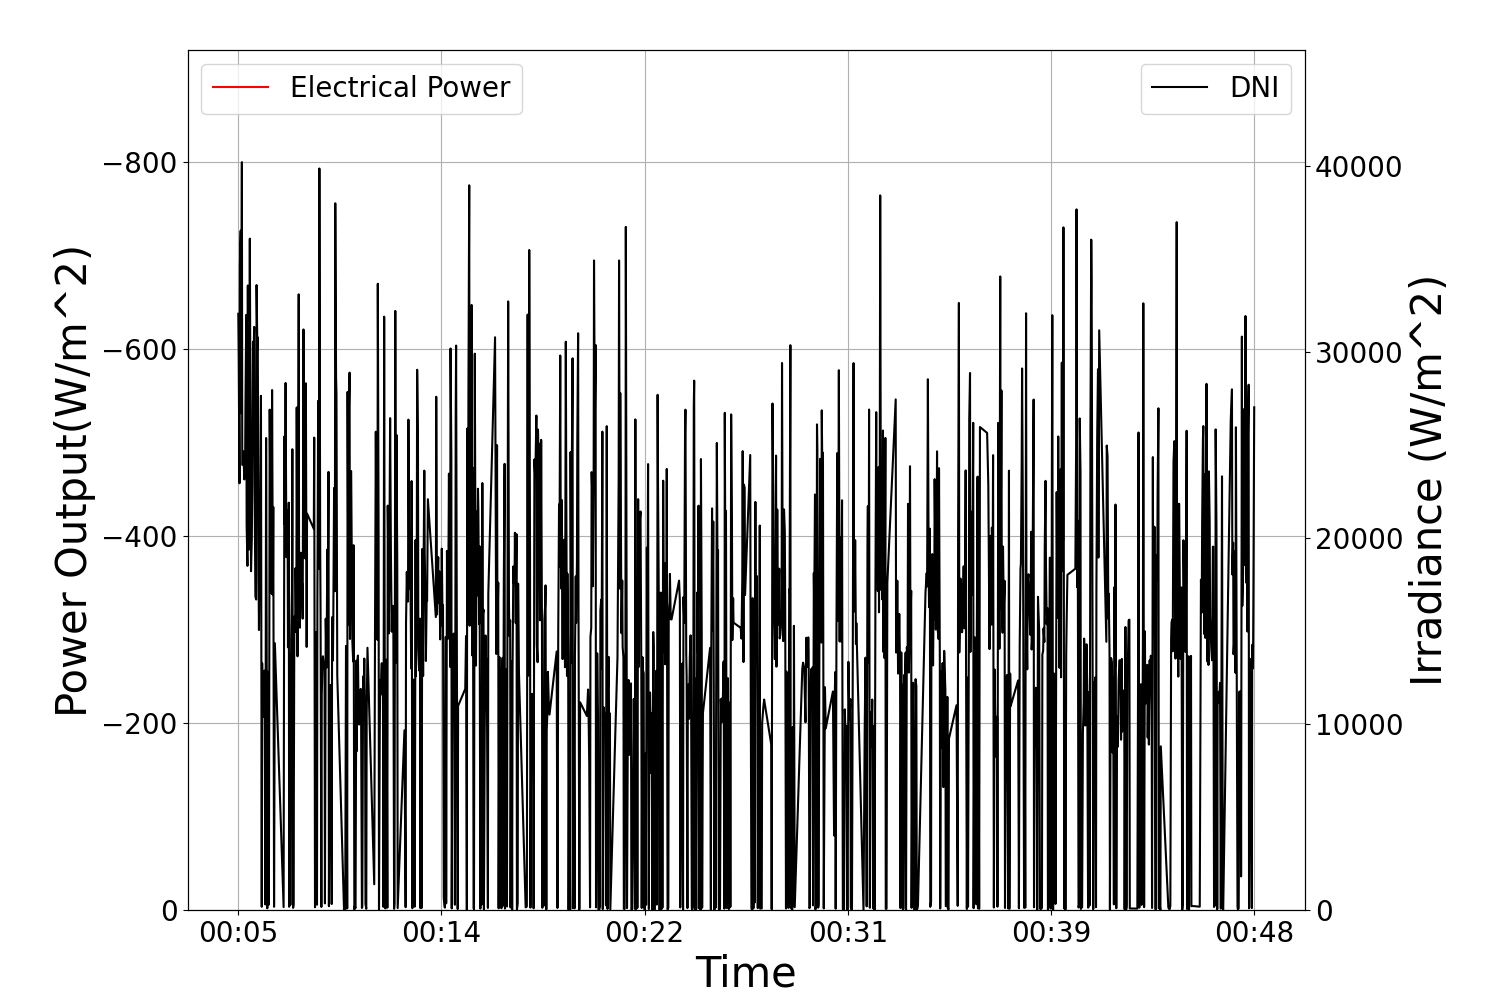 Electrical Power
DNI
−800
−600
−400
−200
0
Power Output(W/m^2)
40000
30000
20000
10000
0
Irradiance (W/m^2)
00:05 00:14 00:22 00:31 00:39 00:48
Time